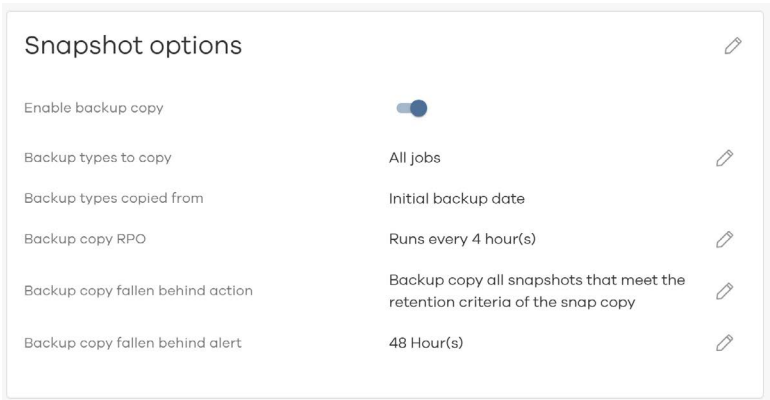 Snapshot options
Enable backup copy
Backup types to copy All jobs
Backup types copied from Initial backup date
Backup copy RPO Runs every 4 hour(s)
Backup copy fallen behind action Backup copy all snapshots that meet the
retention criteria of the snap copy
Backup copy fallen behind alert 48 Hour(s)